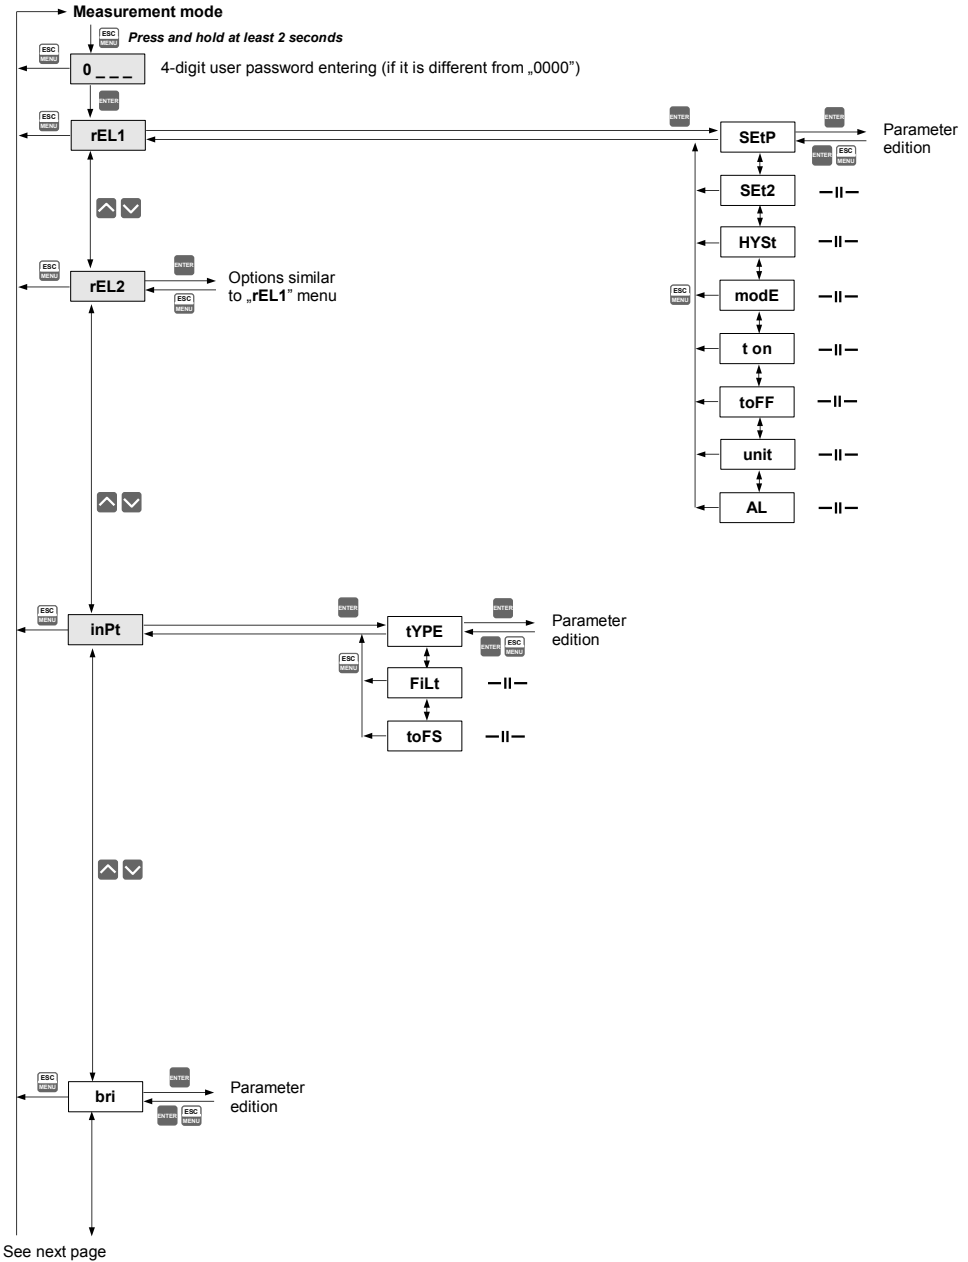 Measurement mode
ESC
MENU
Press and hold at least 2 seconds
ESC
MENU
0 _ _ _
4-digit user password entering (if it is different from „0000”)
ENTER
ESC
MENU
rEL1
ENTER
SEtP
ENTER
ENTER
ESC
MENU
Parameter
edition
SEt2
—II—
HYSt
—II—
ESC
MENU
rEL2
ENTER
ESC
MENU
Options similar
to „rEL1” menu
ESC
MENU
modE
—II—
t on
—II—
toFF
—II—
unit
—II—
AL
—II—
ESC
MENU
inPt
ENTER
tYPE
ENTER
ENTER
ESC
MENU
Parameter
edition
ESC
MENU
FiLt
—II—
toFS
—II—
ESC
MENU
bri
ENTER
ENTER
ESC
MENU
Parameter
edition
See next page